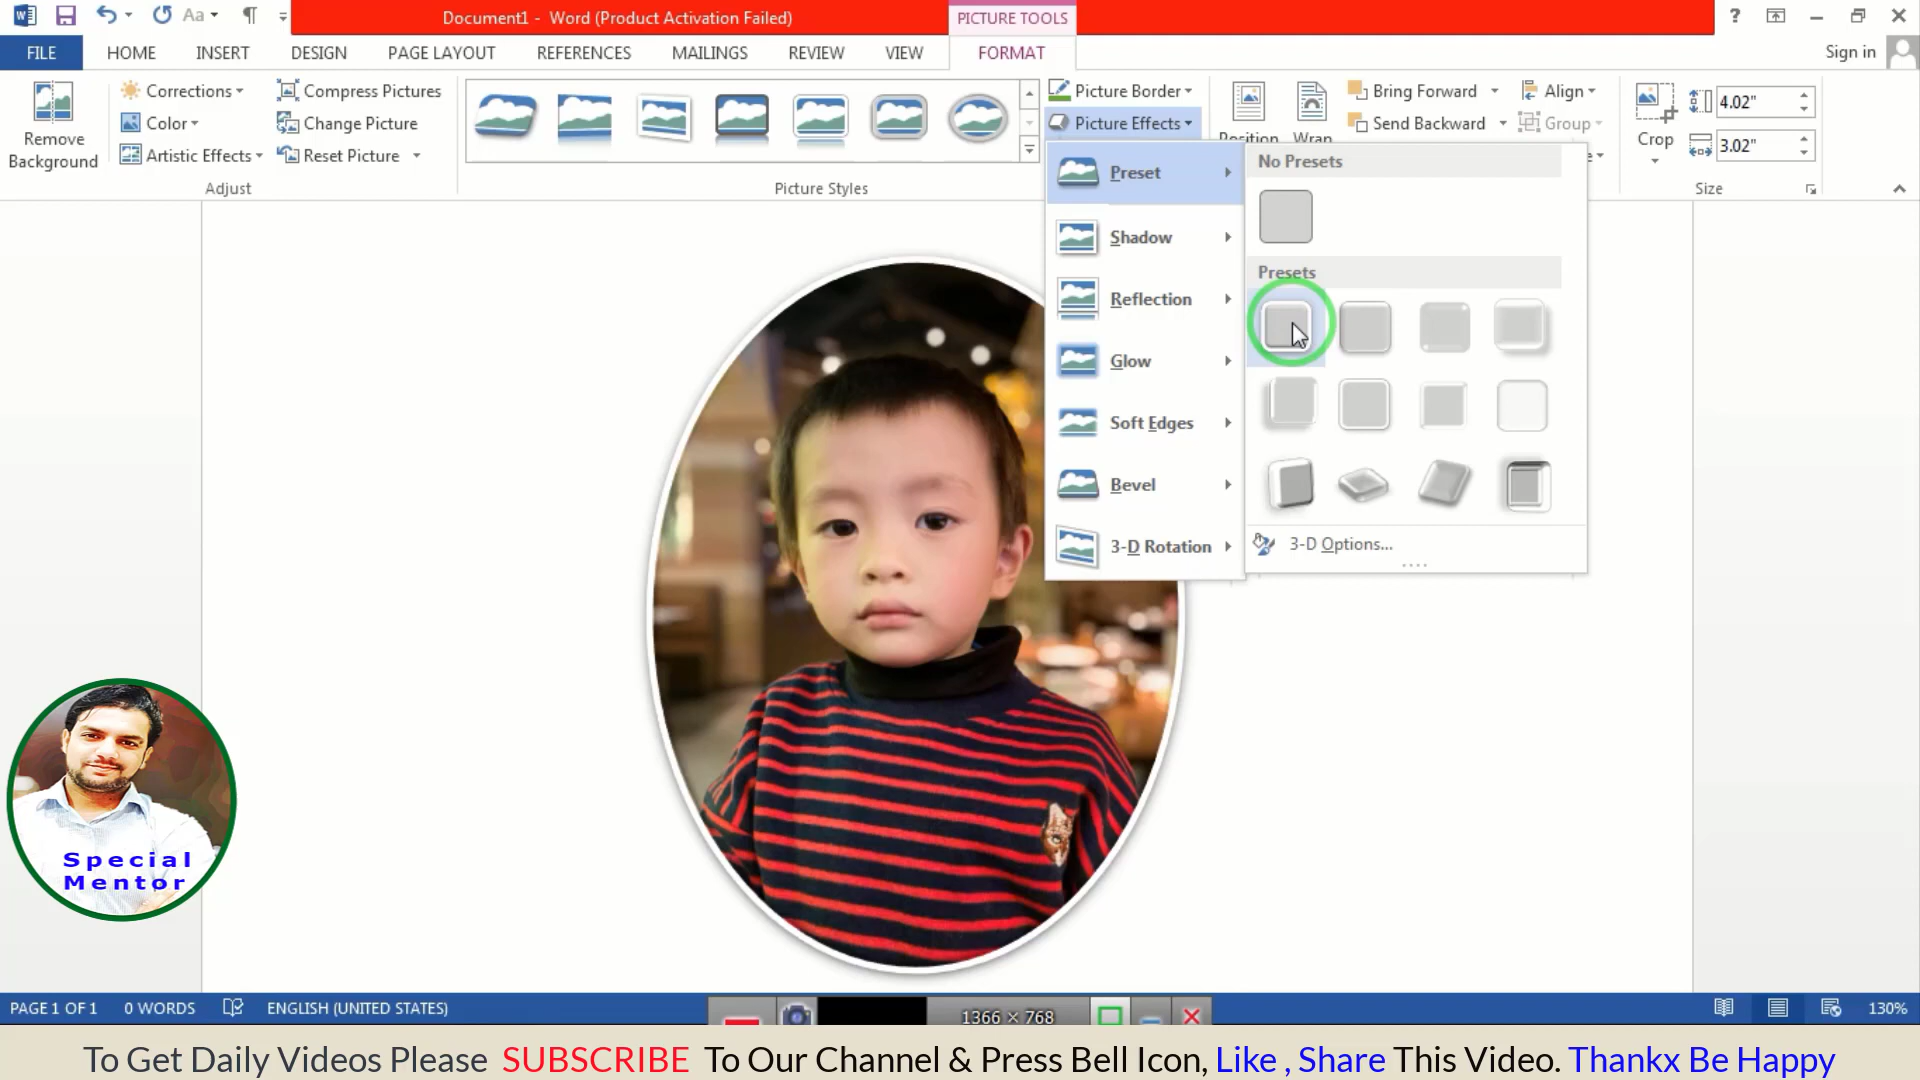 Document1 - Word (Product Activation Failed)
PICTURE TOOLS
Aa
?
FILE
HOME
INSERT
DESIGN
PAGE LAYOUT
REFERENCES
MAILINGS
REVIEW
VIEW
FORMAT
Sign in
Remove
Background
Corrections
Color
Artistic Effects
Compress Pictures
Change Picture
Reset Picture
Adjust
Picture Styles
Picture Border
Picture Effects
Position
Wrap
Bring Forward
Send Backward
Align
Group
Crop
4.02"
3.02"
Size
Preset
Shadow
Reflection
Glow
Soft Edges
Bevel
3-D Rotation
No Presets
Presets
3-D Options...
Special
Mentor
PAGE 1 OF 1
0 WORDS
ENGLISH (UNITED STATES)
1366 × 768
130%
To Get Daily Videos Please SUBSCRIBE To Our Channel & Press Bell Icon, Like , Share This Video. Thankx Be Happy